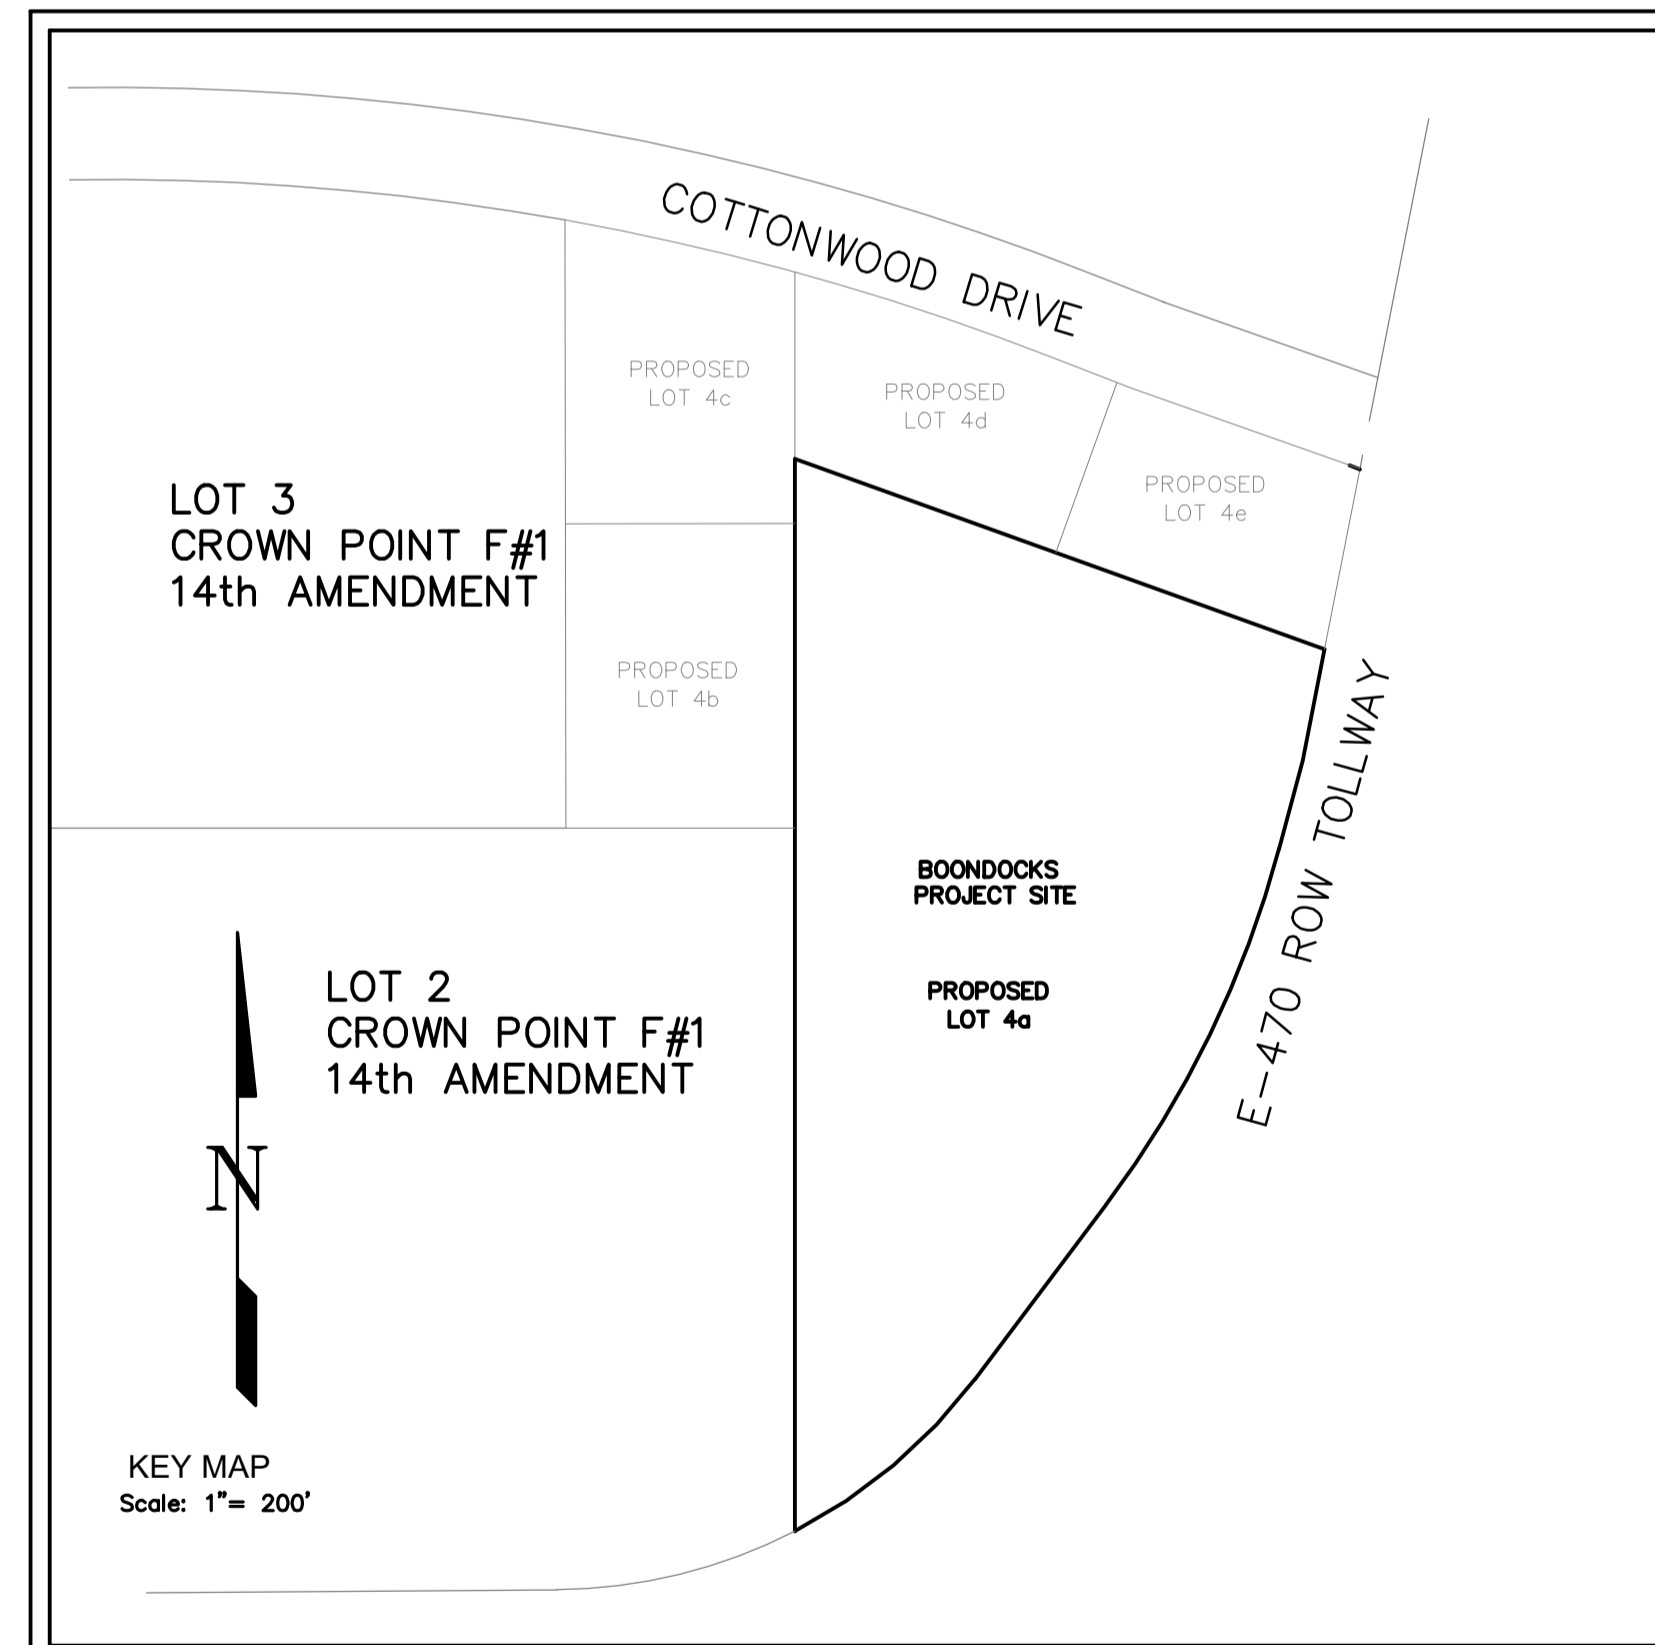 COTTONWOOD DRIVE
PROPOSED
LOT 4c
PROPOSED
LOT 4d
PROPOSED
LOT 4e
LOT 3
CROWN POINT F#1
14th AMENDMENT
PROPOSED
LOT 4b
E-470 ROW TOLLWAY
BOONDOCKS
PROJECT SITE
PROPOSED
LOT 4a
LOT 2
CROWN POINT F#1
14th AMENDMENT
N
KEY MAP
Scale: 1"= 200'